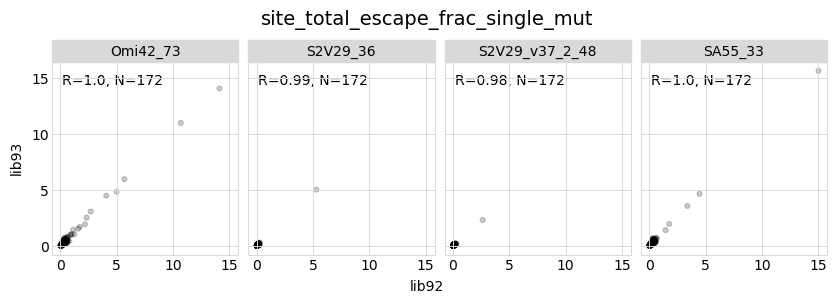 site_total_escape_frac_single_mut
Omi42_73
S2V29_36
S2V29_v37_2_48
SA55_33
R=1.0, N=172
R=0.99, N=172
R=0.98, N=172
R=1.0, N=172
15
10
5
0
lib93
0 5 10 15
0 5 10 15
0 5 10 15
0 5 10 15
lib92